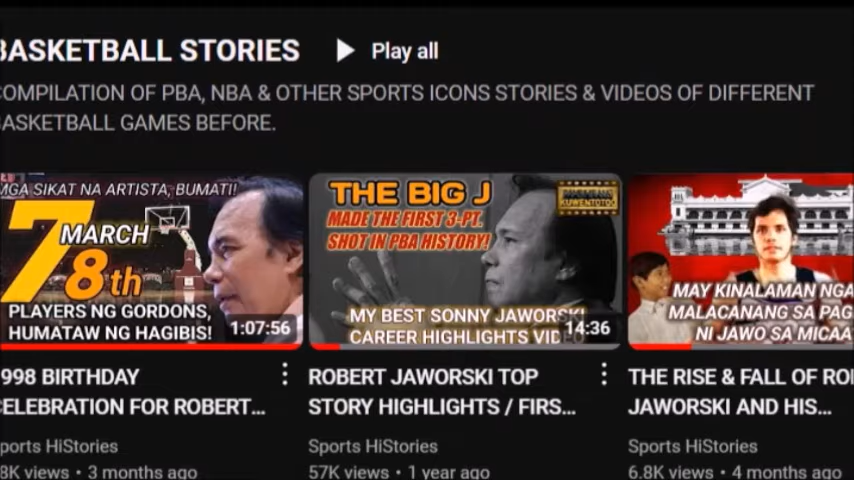 BASKETBALL STORIES
Play all
COMPILATION OF PBA, NBA & OTHER SPORTS ICONS STORIES & VIDEOS OF DIFFERENT
BASKETBALL GAMES BEFORE.
MGA SIKAT NA ARTISTA, BUMATI!
7 MARCH
8th
PLAYERS NG GORDONS,
HUMATAW NG HAGIBIS!
1:07:56
1998 BIRTHDAY
CELEBRATION FOR ROBERT...
Sports HiStories
8K views • 3 months ago
THE BIG J
MADE THE FIRST 3-PT.
SHOT IN PBA HISTORY!
KUWENTOTOO
MY BEST SONNY JAWORSKI
CAREER HIGHLIGHTS VIDEO
14:36
ROBERT JAWORSKI TOP
STORY HIGHLIGHTS / FIRS...
Sports HiStories
57K views • 1 year ago
MAY KINALAMAN NGA
MALACANANG SA PAG
NI JAWO SA MICAA
THE RISE & FALL OF RO
JAWORSKI AND HIS...
Sports HiStories
6.8K views • 4 months ago